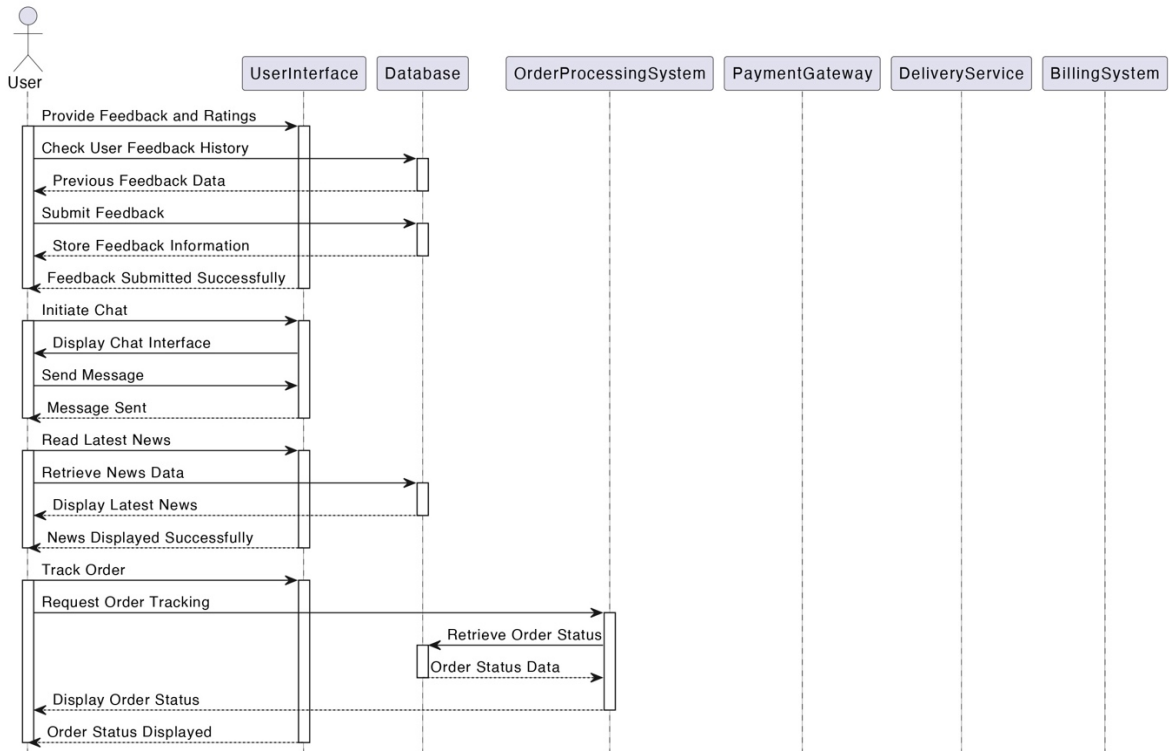 User
UserInterface
Database
OrderProcessingSystem
PaymentGateway
DeliveryService
BillingSystem
Provide Feedback and Ratings
Check User Feedback History
Previous Feedback Data
Submit Feedback
Store Feedback Information
Feedback Submitted Successfully
Initiate Chat
Display Chat Interface
Send Message
Message Sent
Read Latest News
Retrieve News Data
Display Latest News
News Displayed Successfully
Track Order
Request Order Tracking
Retrieve Order Status
Order Status Data
Display Order Status
Order Status Displayed